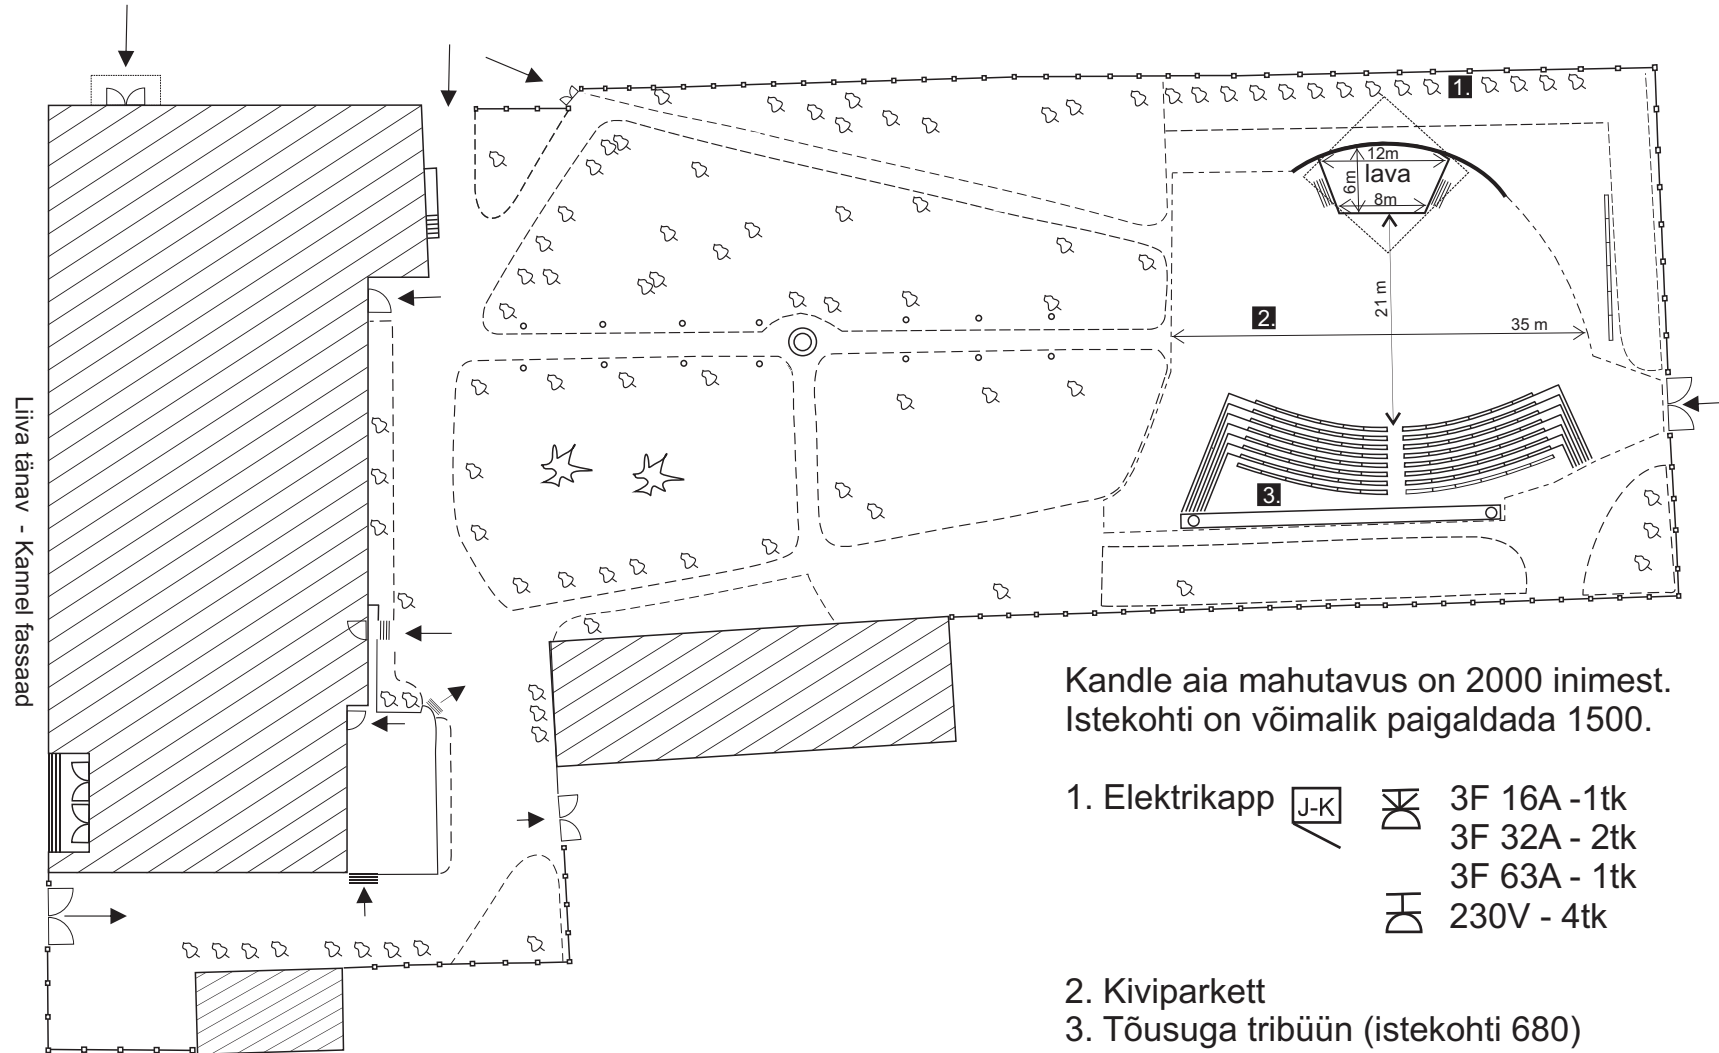 1.
12m
lava
6m
8m
21 m
2.
35 m
3.
Liiva tänav - Kannel fassaad
Kandle aia mahutavus on 2000 inimest.
Istekohti on võimalik paigaldada 1500.
1. Elektrikapp J-K 3F 16A -1tk
3F 32A - 2tk
3F 63A - 1tk
230V - 4tk
2. Kiviparkett
3. Tõusuga tribüün (istekohti 680)